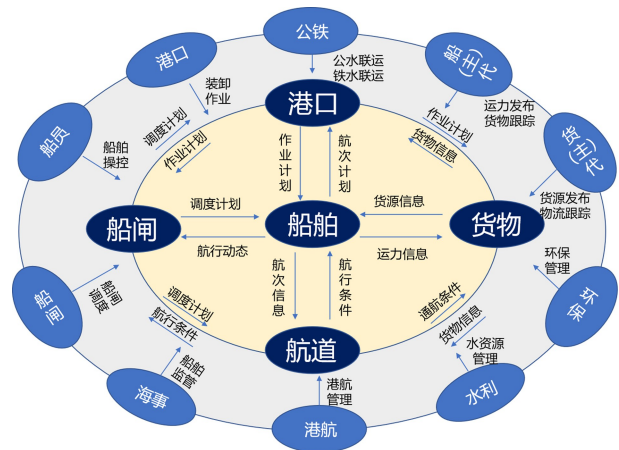 公铁
港口
船(主)代
公水联运
铁水联运
装卸
作业
港口
运力发布
货物跟踪
货(主)代
船员
调度计划
作业计划
作业计划
货物信息
船舶
操控
作业计划
航次计划
货源发布
物流跟踪
调度计划
货源信息
船闸
船舶
货物
航行动态
运力信息
环保
管理
船闸
船闸
调度
调度计划
航行条件
航次信息
航行条件
通航条件
货物信息
环保
航道
水资源
管理
船舶
监管
港航
管理
海事
水利
港航